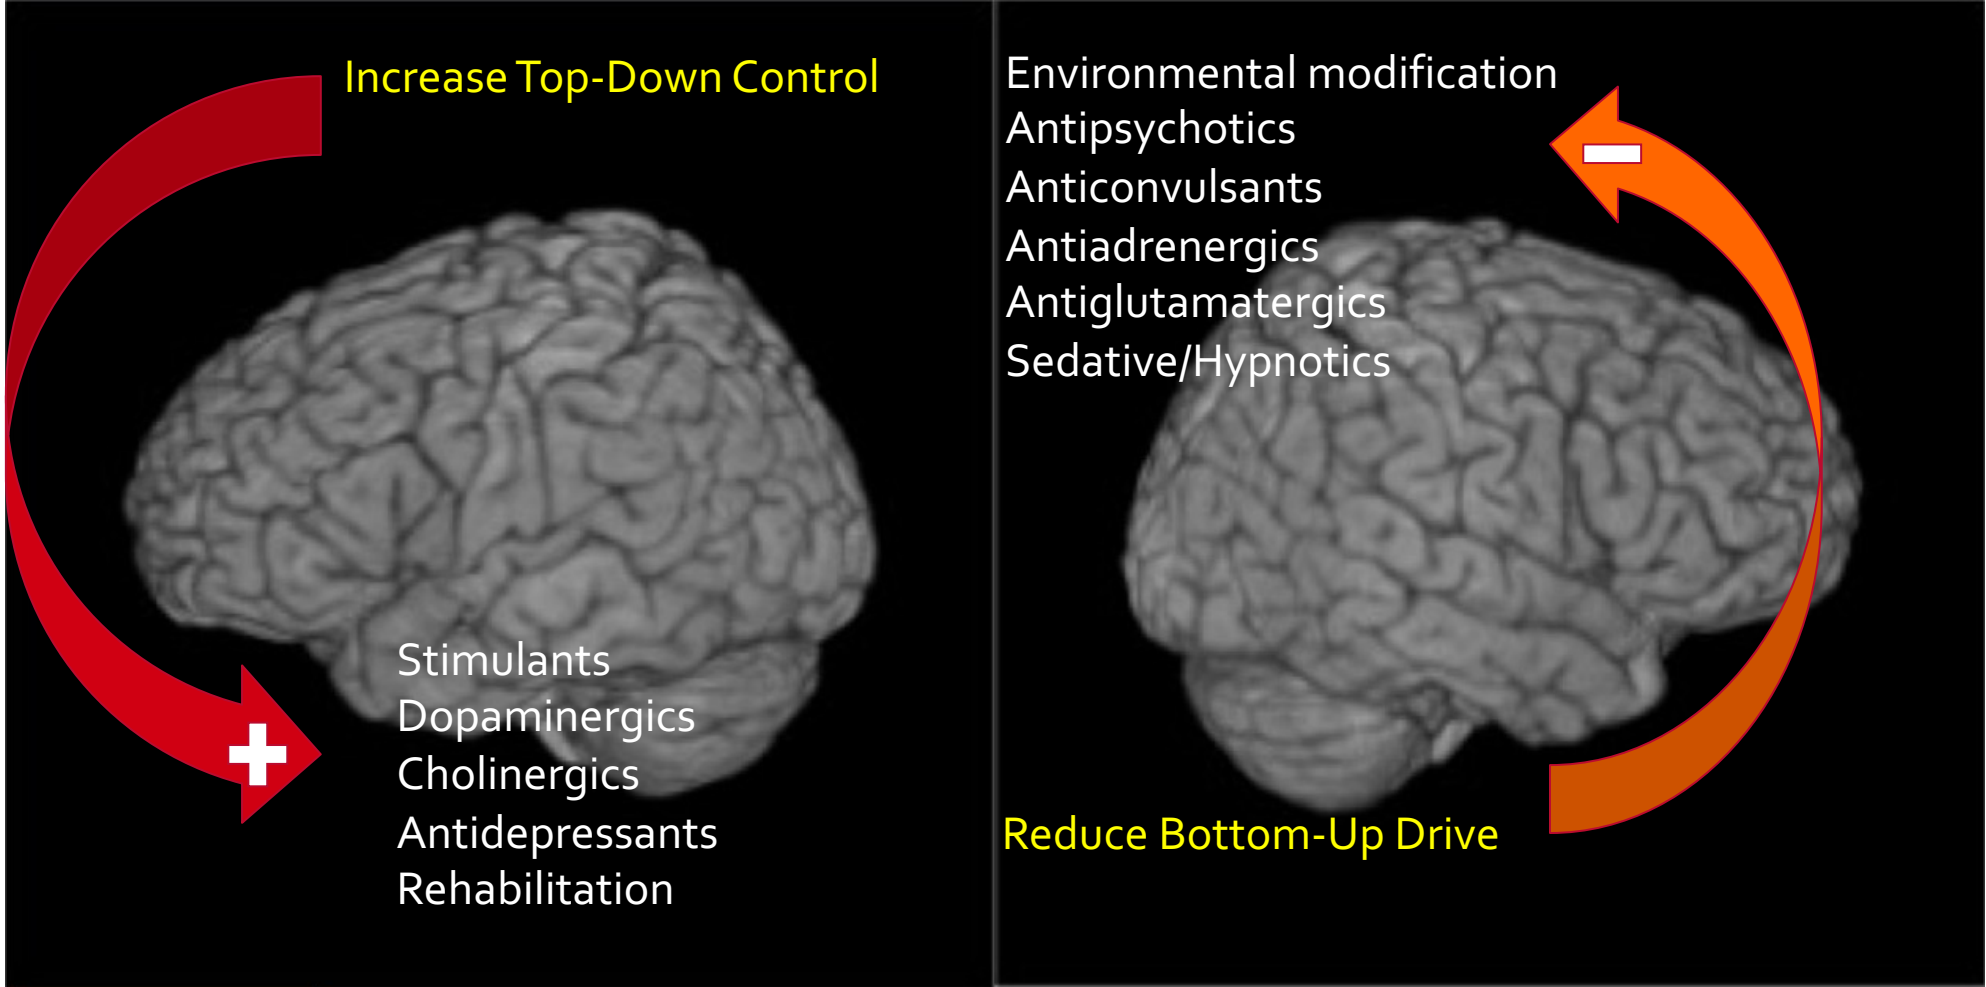 Increase Top-Down Control
Stimulants
Dopaminergics
Cholinergics
Antidepressants
Rehabilitation
Environmental modification
Antipsychotics
Anticonvulsants
Antiadrenergics
Antiglutamatergics
Sedative/Hypnotics
Reduce Bottom-Up Drive